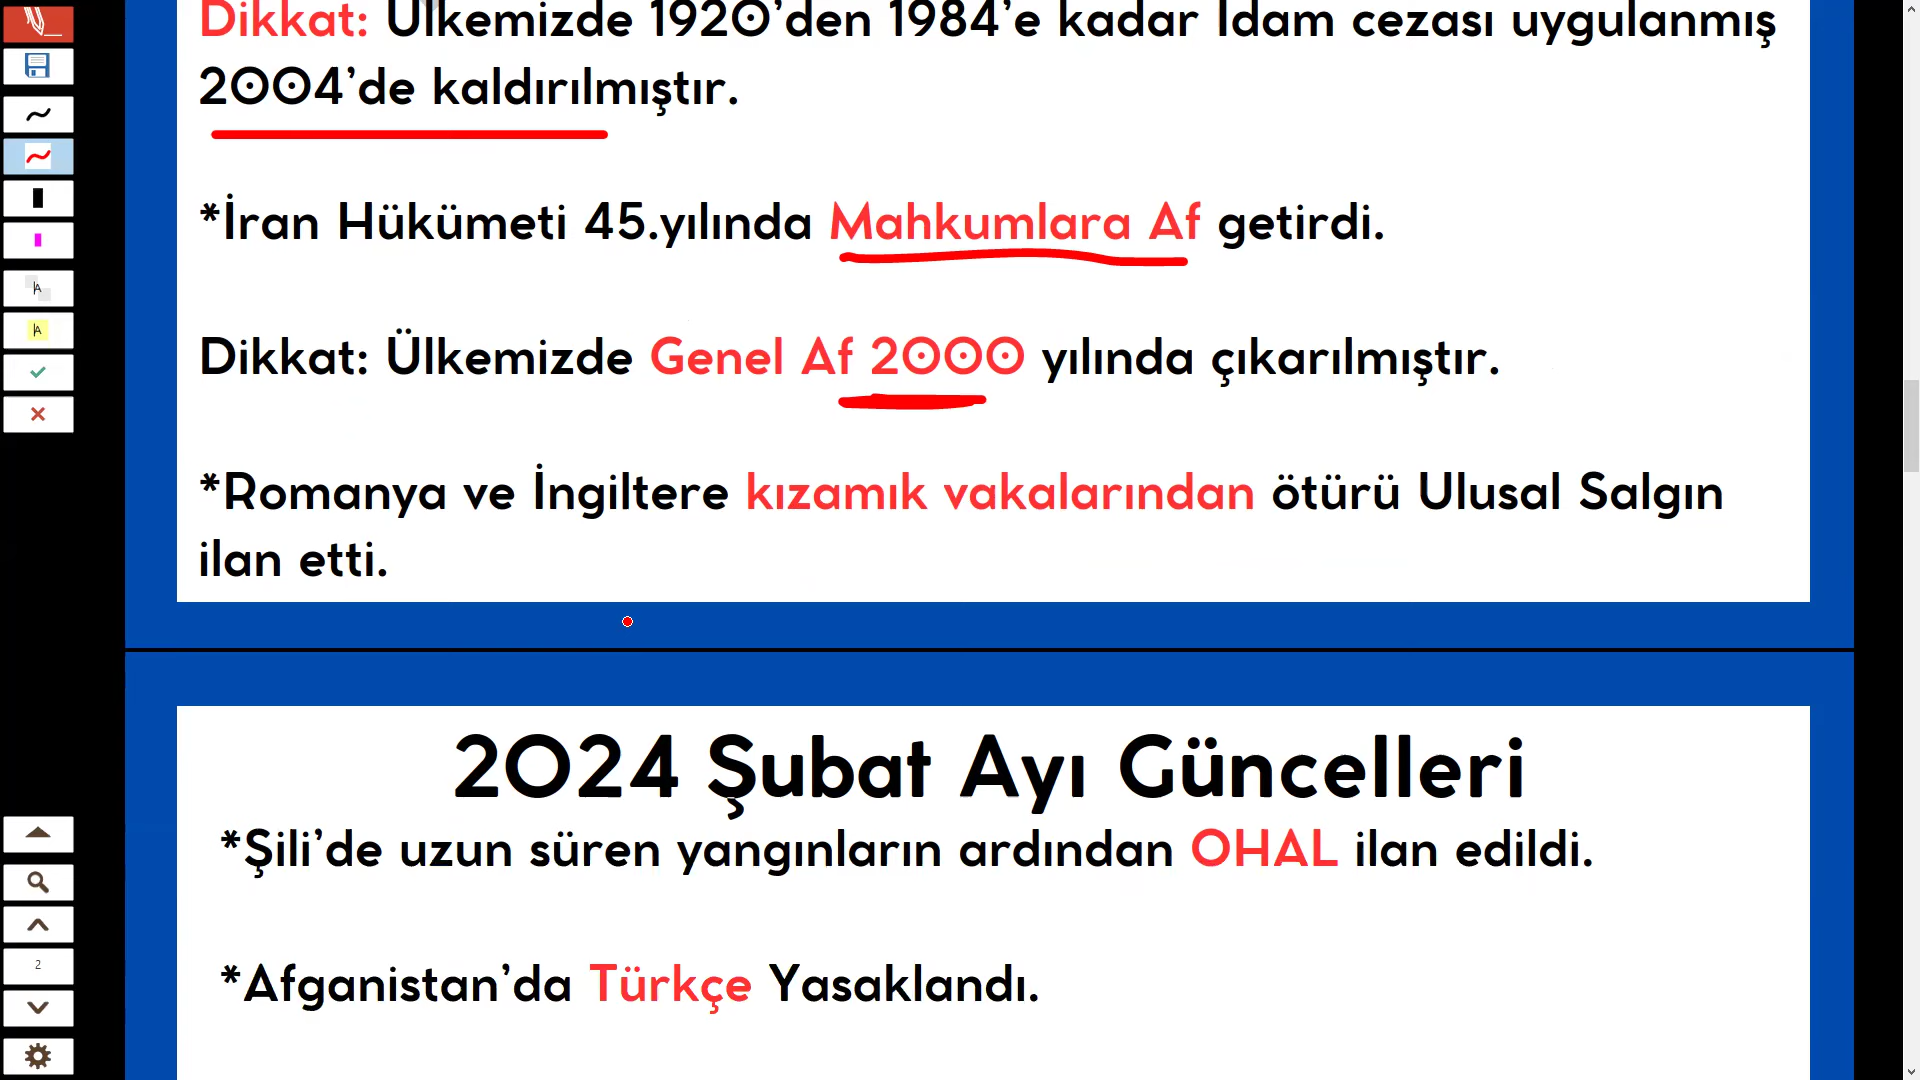 Dikkat: Ülkemizde 1920’den 1984’e kadar İdam cezası uygulanmış
2004’de kaldırılmıştır.
*İran Hükümeti 45.yılında Mahkumlara Af getirdi.
Dikkat: Ülkemizde Genel Af 2000 yılında çıkarılmıştır.
*Romanya ve İngiltere kızamık vakalarından ötürü Ulusal Salgın
ilan etti.
2024 Şubat Ayı Güncelleri
*Şili’de uzun süren yangınların ardından OHAL ilan edildi.
*Afganistan’da Türkçe Yasaklandı.
A
A
2